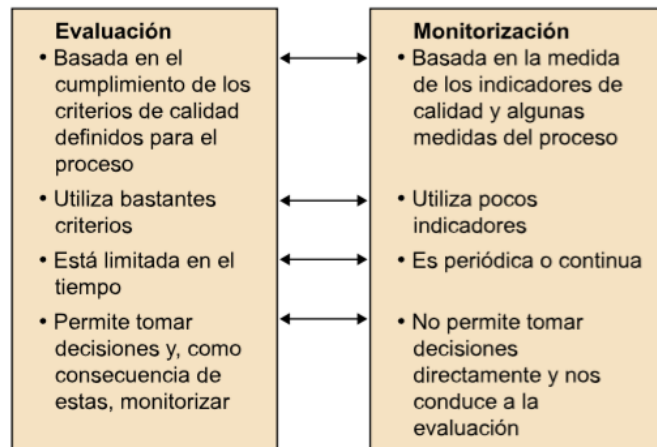 Evaluación
• Basada en el
cumplimiento de los
criterios de calidad
definidos para el
proceso
• Utiliza bastantes
criterios
• Está limitada en el
tiempo
• Permite tomar
decisiones y, como
consecuencia de
estas, monitorizar
Monitorización
• Basada en la medida
de los indicadores de
calidad y algunas
medidas del proceso
• Utiliza pocos
indicadores
• Es periódica o continua
• No permite tomar
decisiones
directamente y nos
conduce a la
evaluación